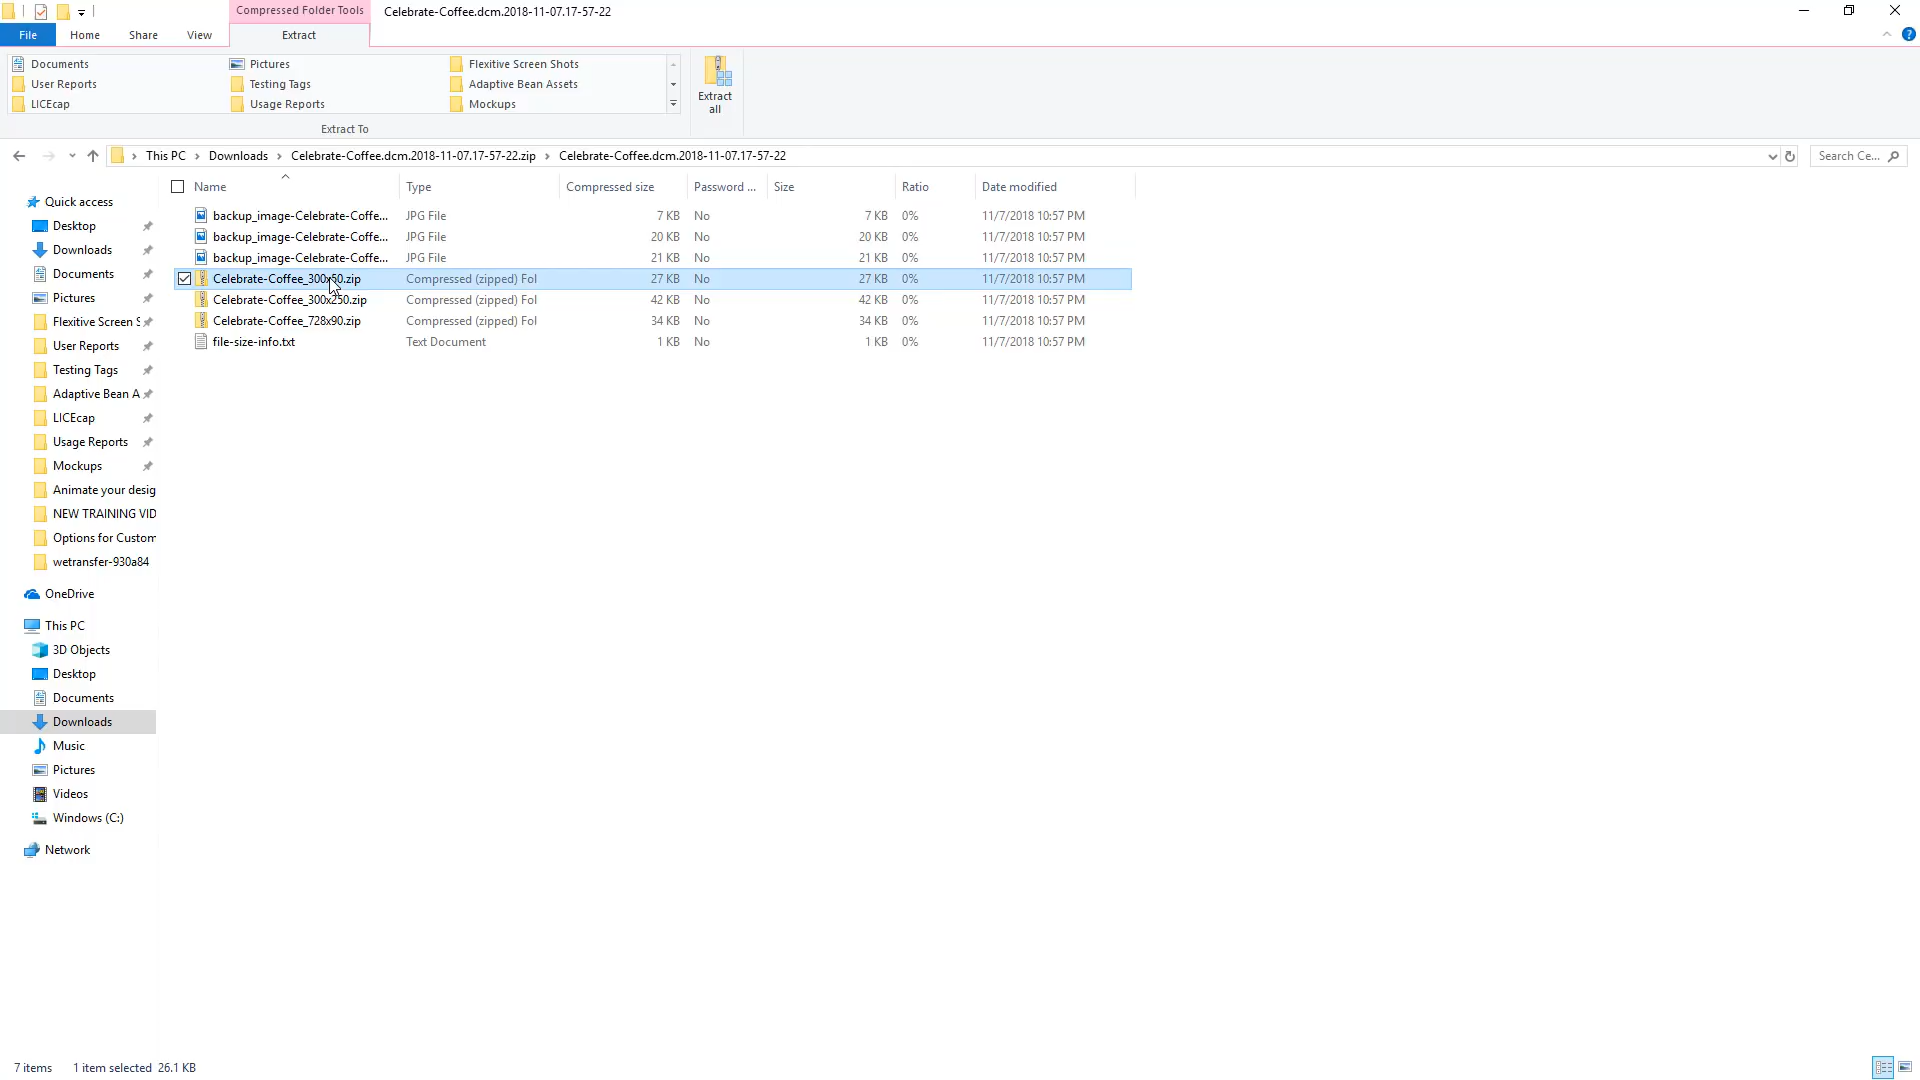 Compressed Folder Tools
Celebrate-Coffee.dcm.2018-11-07.17-57-22
File Home Share View Extract
Documents Pictures Flexitive Screen Shots
User Reports Testing Tags Adaptive Bean Assets
LICEcap Usage Reports Mockups
Extract all
Extract To
This PC Downloads Celebrate-Coffee.dcm.2018-11-07.17-57-22.zip Celebrate-Coffee.dcm.2018-11-07.17-57-22
Search Ce...
Name Type Compressed size Password ... Size Ratio Date modified
backup_image-Celebrate-Coffe... JPG File 7 KB No 7 KB 0% 11/7/2018 10:57 PM
backup_image-Celebrate-Coffe... JPG File 20 KB No 20 KB 0% 11/7/2018 10:57 PM
backup_image-Celebrate-Coffe... JPG File 21 KB No 21 KB 0% 11/7/2018 10:57 PM
Celebrate-Coffee_300x50.zip Compressed (zipped) Fol 27 KB No 27 KB 0% 11/7/2018 10:57 PM
Celebrate-Coffee_300x250.zip Compressed (zipped) Fol 42 KB No 42 KB 0% 11/7/2018 10:57 PM
Celebrate-Coffee_728x90.zip Compressed (zipped) Fol 34 KB No 34 KB 0% 11/7/2018 10:57 PM
file-size-info.txt Text Document 1 KB No 1 KB 0% 11/7/2018 10:57 PM
Quick access
Desktop
Downloads
Documents
Pictures
Flexitive Screen S
User Reports
Testing Tags
Adaptive Bean A
LICEcap
Usage Reports
Mockups
Animate your desig
NEW TRAINING VID
Options for Custom
wetransfer-930a84
OneDrive
This PC
3D Objects
Desktop
Documents
Downloads
Music
Pictures
Videos
Windows (C:)
Network
7 items 1 item selected 26.1 KB